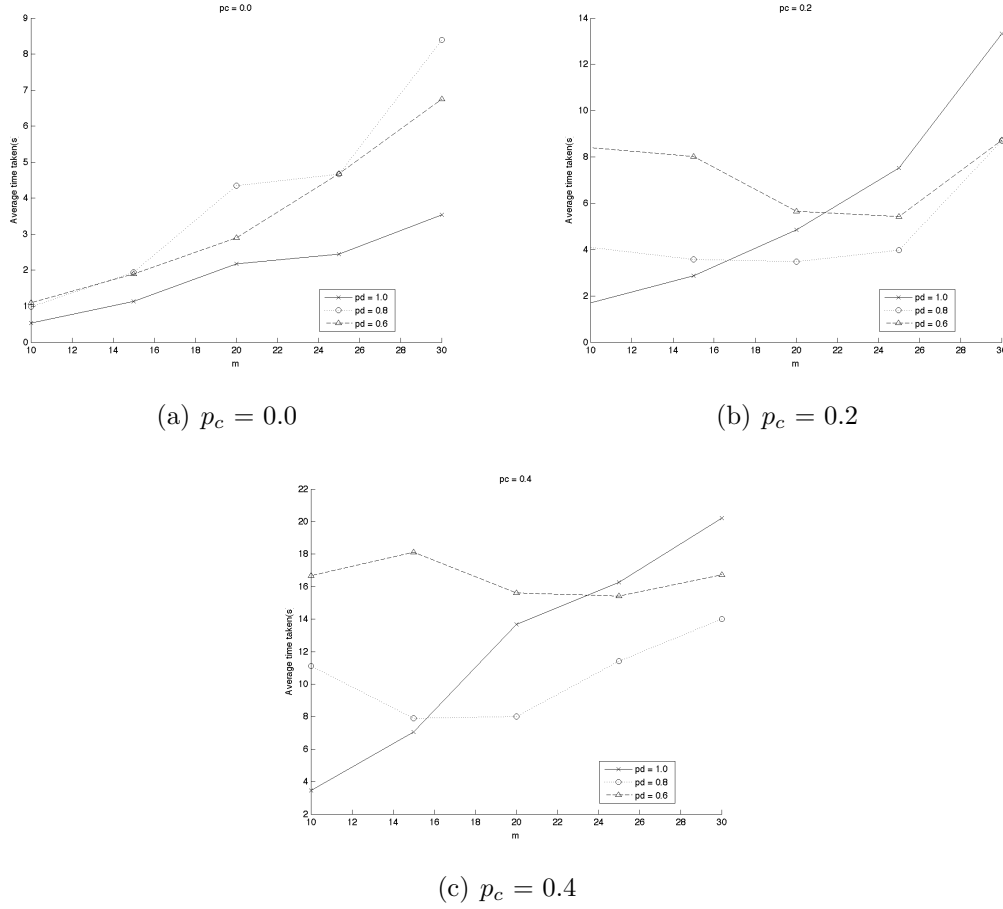 pc = 0.0
9
8
7
6
5
4
3
2
1
0
Average time taken(s
10 12 14 16 18 20 22 24 26 28 30
m
pd = 1.0
pd = 0.8
pd = 0.6
(a) p_c = 0.0
pc = 0.2
14
12
10
8
6
4
2
0
Average time taken(s
10 12 14 16 18 20 22 24 26 28 30
m
pd = 1.0
pd = 0.8
pd = 0.6
(b) p_c = 0.2
pc = 0.4
22
20
18
16
14
12
10
8
6
4
2
Average time taken(s
10 12 14 16 18 20 22 24 26 28 30
m
pd = 1.0
pd = 0.8
pd = 0.6
(c) p_c = 0.4